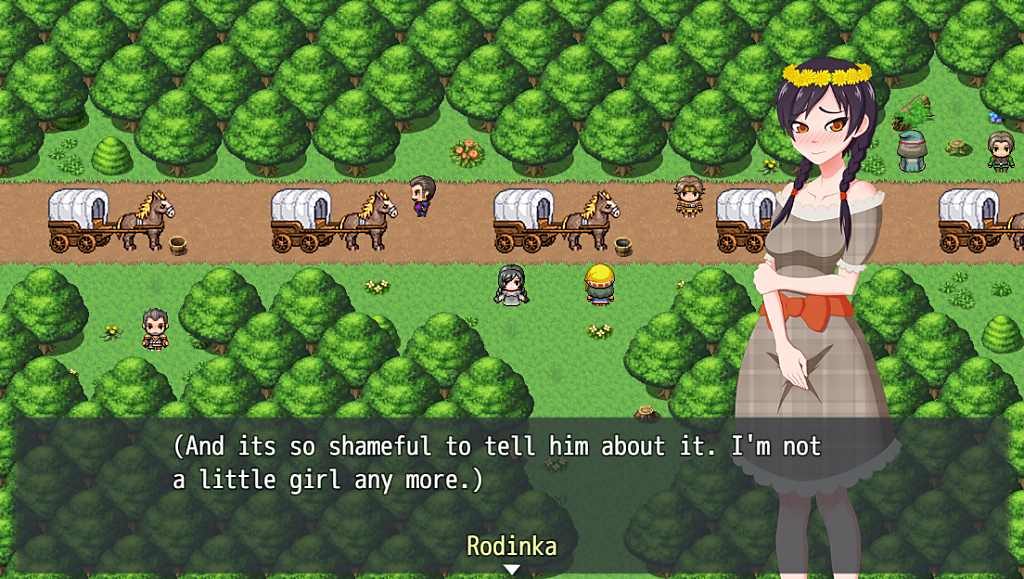 (And its so shameful to tell him about it. I'm not
a little girl any more.)
Rodinka